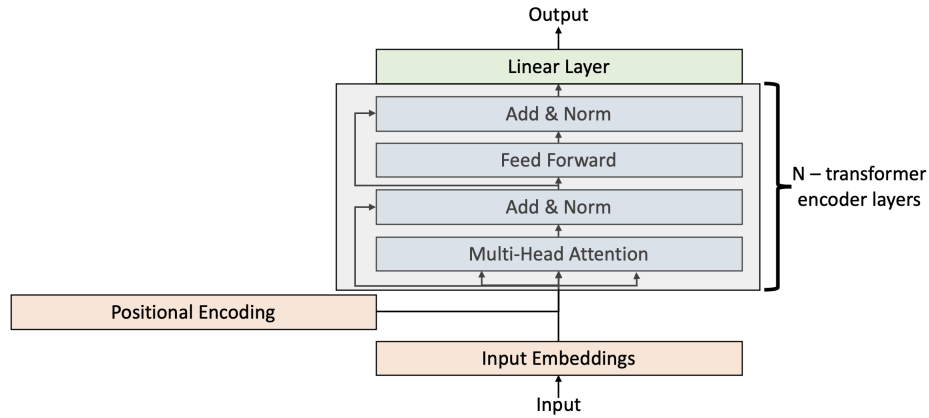 Output
Linear Layer
Add & Norm
Feed Forward
N – transformer
encoder layers
Add & Norm
Multi-Head Attention
Positional Encoding
Input Embeddings
Input